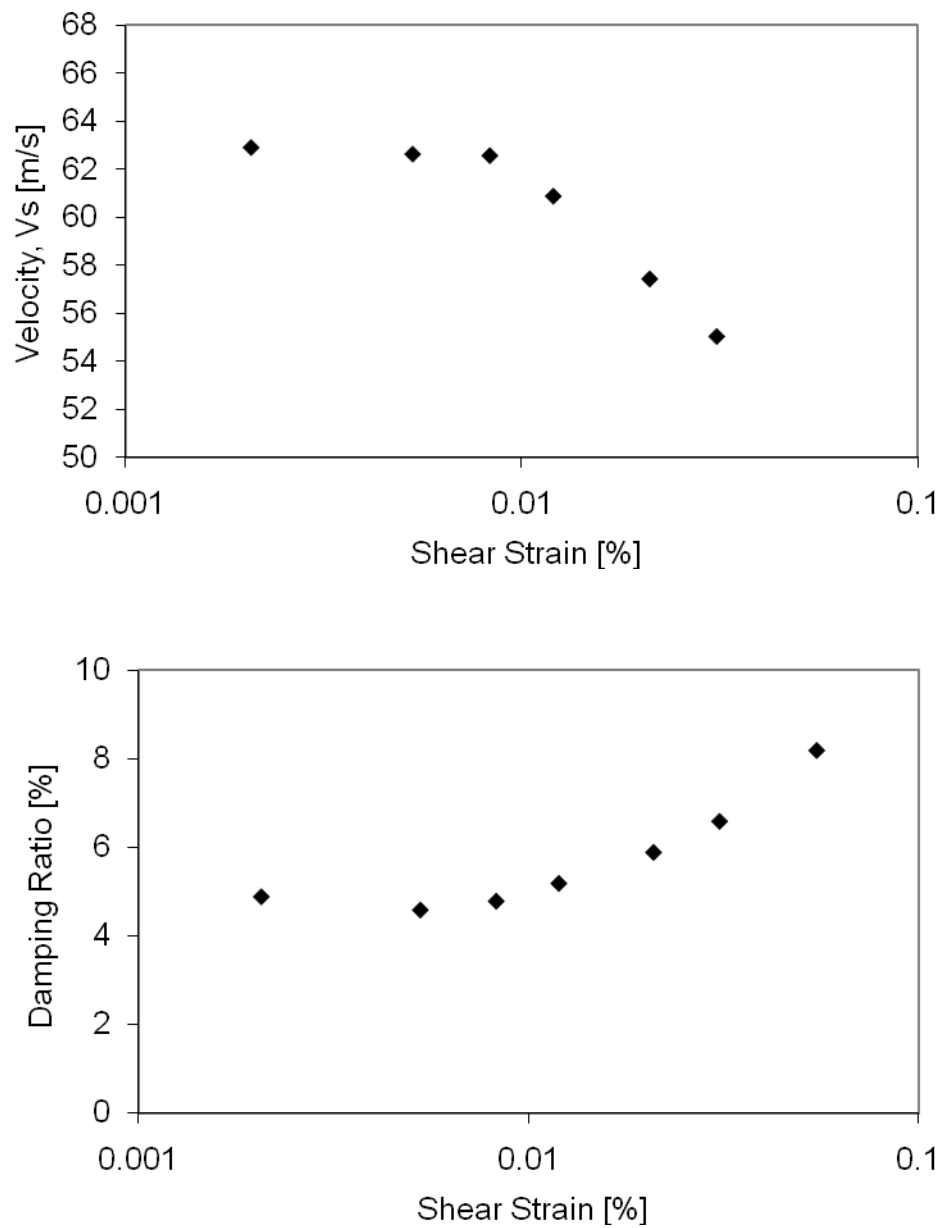 68
66
64
62
60
58
56
54
52
50
Velocity, Vs [m/s]
0.001 0.01 0.1
Shear Strain [%]
10
8
6
4
2
0
Damping Ratio [%]
0.001 0.01 0.1
Shear Strain [%]